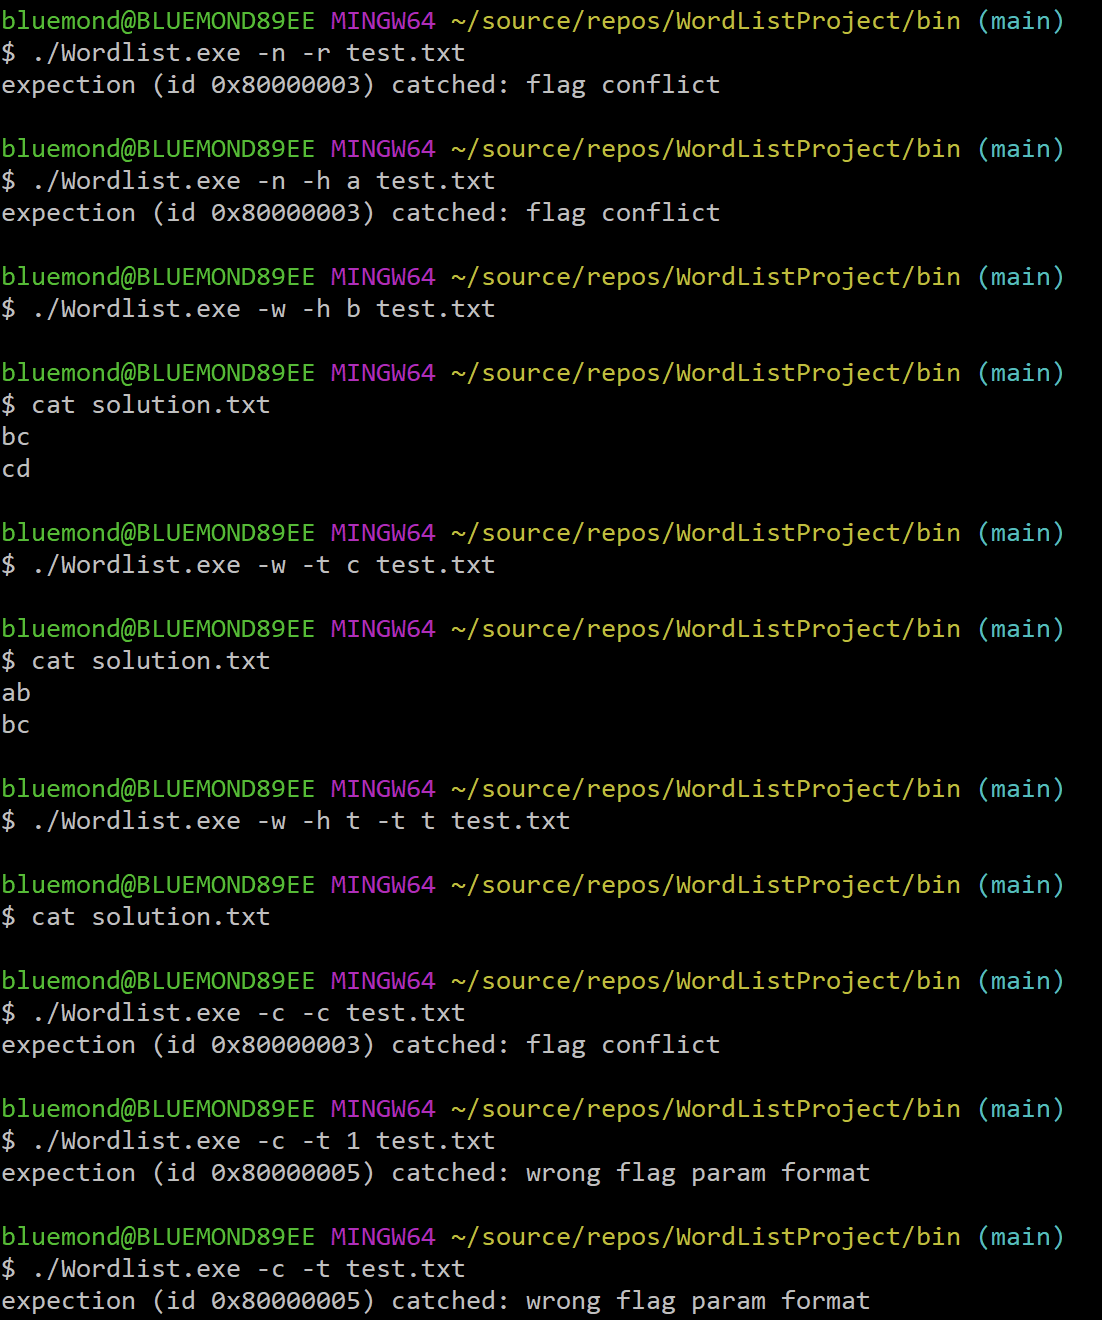 bluemond@BLUEMOND89EE MINGW64 ~/source/repos/WordListProject/bin (main)
$ ./Wordlist.exe -n -r test.txt
expection (id 0x80000003) catched: flag conflict
bluemond@BLUEMOND89EE MINGW64 ~/source/repos/WordListProject/bin (main)
$ ./Wordlist.exe -n -h a test.txt
expection (id 0x80000003) catched: flag conflict
bluemond@BLUEMOND89EE MINGW64 ~/source/repos/WordListProject/bin (main)
$ ./Wordlist.exe -w -h b test.txt
bluemond@BLUEMOND89EE MINGW64 ~/source/repos/WordListProject/bin (main)
$ cat solution.txt
bc
cd
bluemond@BLUEMOND89EE MINGW64 ~/source/repos/WordListProject/bin (main)
$ ./Wordlist.exe -w -t c test.txt
bluemond@BLUEMOND89EE MINGW64 ~/source/repos/WordListProject/bin (main)
$ cat solution.txt
ab
bc
bluemond@BLUEMOND89EE MINGW64 ~/source/repos/WordListProject/bin (main)
$ ./Wordlist.exe -w -h t -t t test.txt
bluemond@BLUEMOND89EE MINGW64 ~/source/repos/WordListProject/bin (main)
$ cat solution.txt
bluemond@BLUEMOND89EE MINGW64 ~/source/repos/WordListProject/bin (main)
$ ./Wordlist.exe -c -c test.txt
expection (id 0x80000003) catched: flag conflict
bluemond@BLUEMOND89EE MINGW64 ~/source/repos/WordListProject/bin (main)
$ ./Wordlist.exe -c -t 1 test.txt
expection (id 0x80000005) catched: wrong flag param format
bluemond@BLUEMOND89EE MINGW64 ~/source/repos/WordListProject/bin (main)
$ ./Wordlist.exe -c -t test.txt
expection (id 0x80000005) catched: wrong flag param format